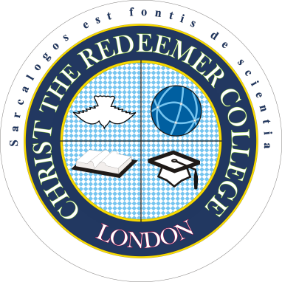 Sarcalogos est fontis de scientia
CHRIST THE REDEEMER COLLEGE
LONDON